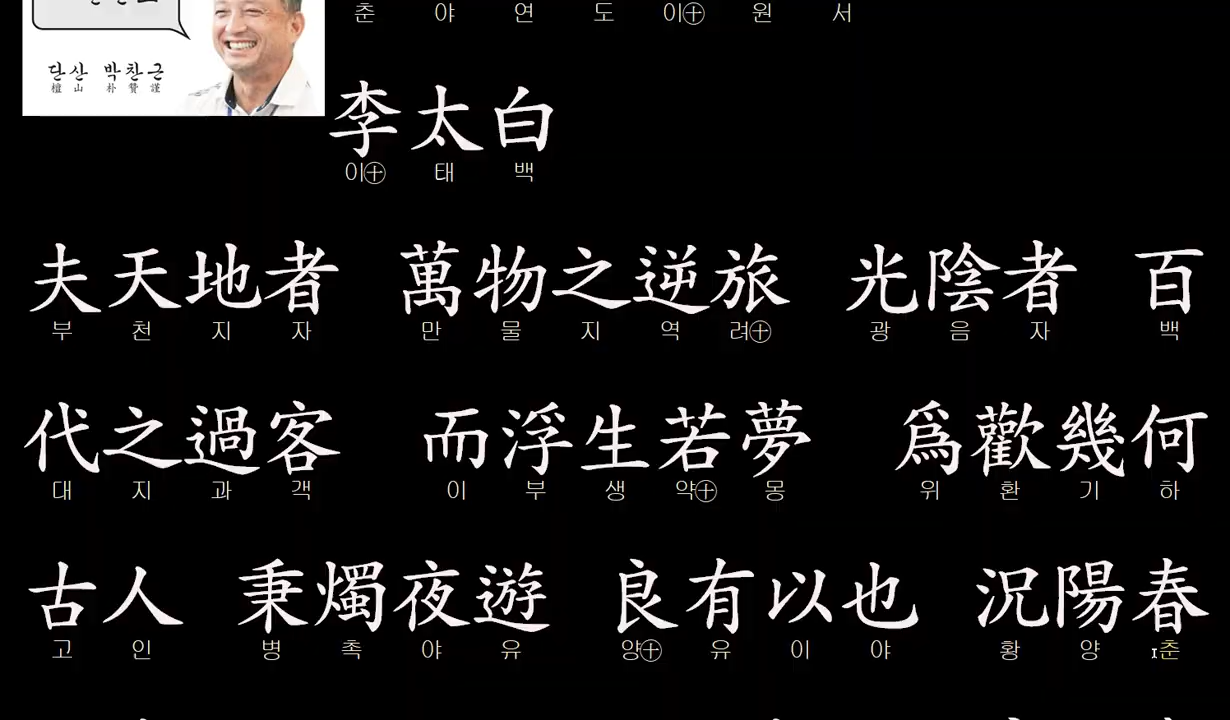 춘 야 연 도 이㊉ 원 서
단산 박찬근
檀山 朴贊謹
李太白
이㊉ 태 백
夫天地者 萬物之逆旅 光陰者 百
부 천 지 자 만 물 지 역 려㊉ 광 음 자 백
代之過客 而浮生若夢 爲歡幾何
대 지 과 객 이 부 생 약㊉ 몽 위 환 기 하
古人 秉燭夜遊 良有以也 況陽春
고 인 병 촉 야 유 양㊉ 유 이 야 황 양 춘